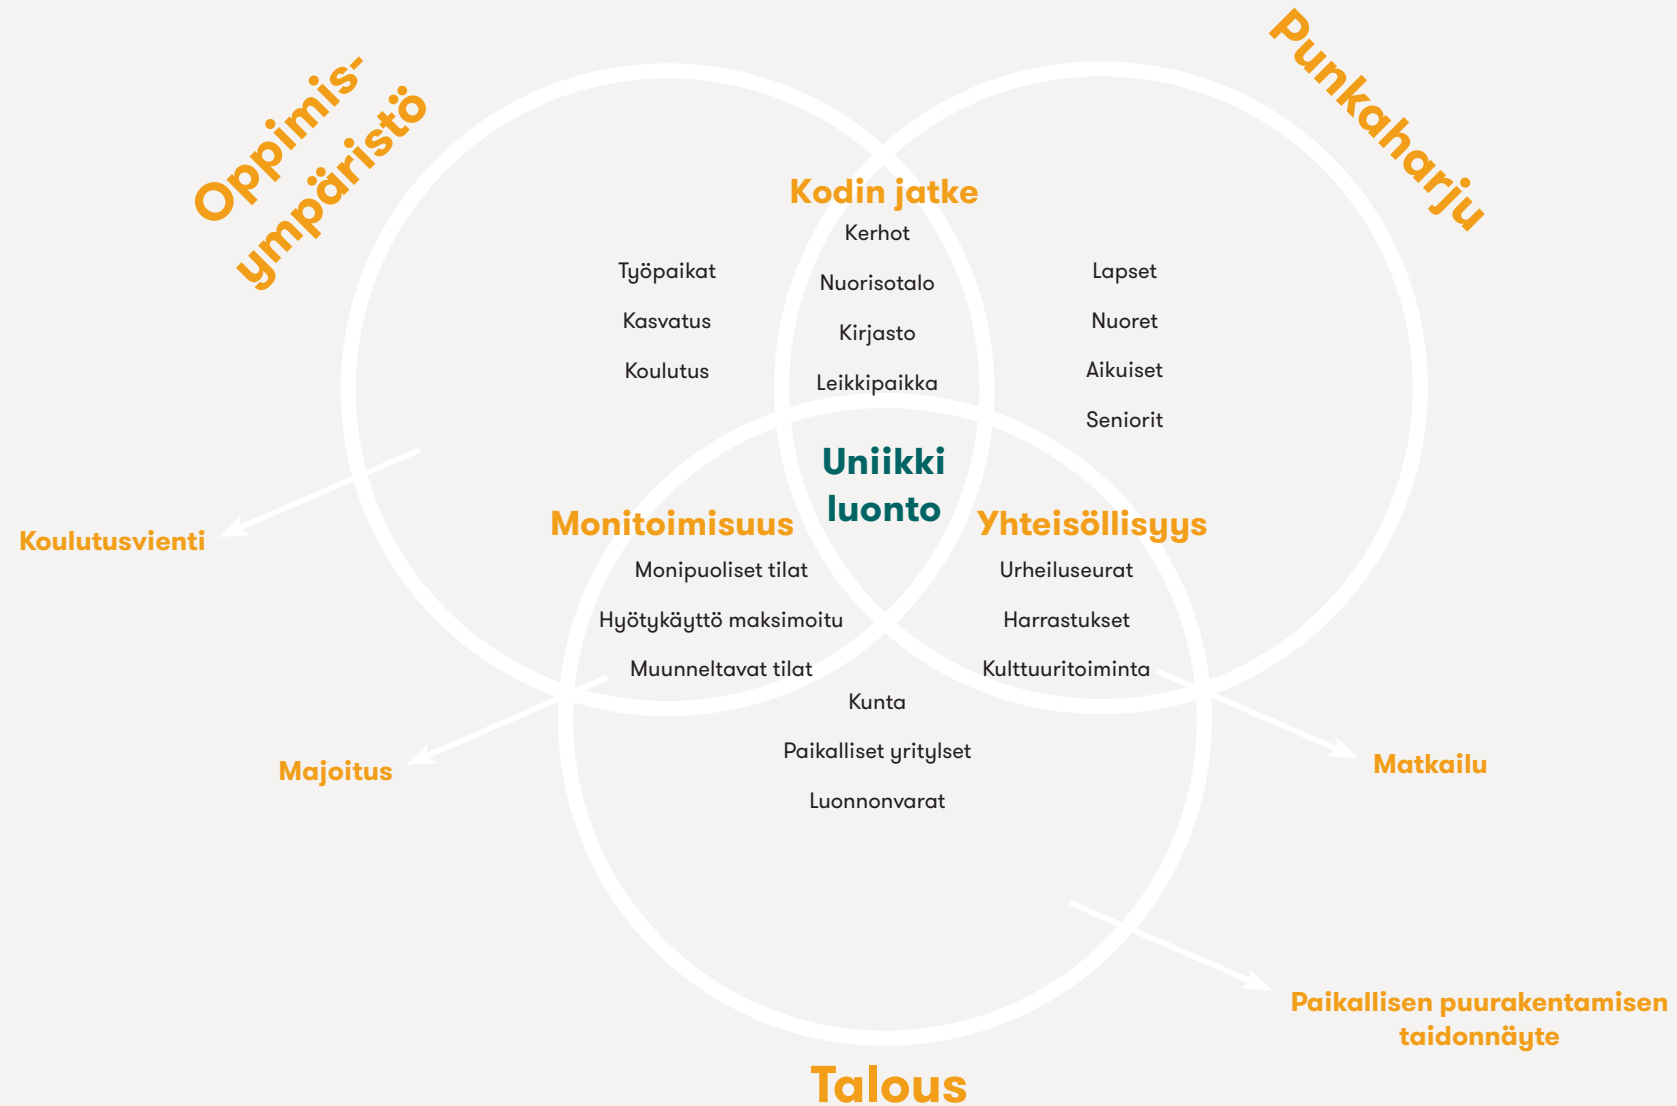 Oppimis-
ympäristö
Punkaharju
Kodin jatke
Kerhot
Nuorisotalo
Kirjasto
Leikkipaikka
Työpaikat
Kasvatus
Koulutus
Lapset
Nuoret
Aikuiset
Seniorit
Uniikki
luonto
Monitoimisuus
Monipuoliset tilat
Hyötykäyttö maksimoitu
Muunneltavat tilat
Yhteisöllisyys
Urheiluseurat
Harrastukset
Kulttuuritoiminta
Kunta
Paikalliset yritylset
Luonnonvarat
Koulutusvienti
Majoitus
Matkailu
Paikallisen puurakentamisen
taidonnäyte
Talous